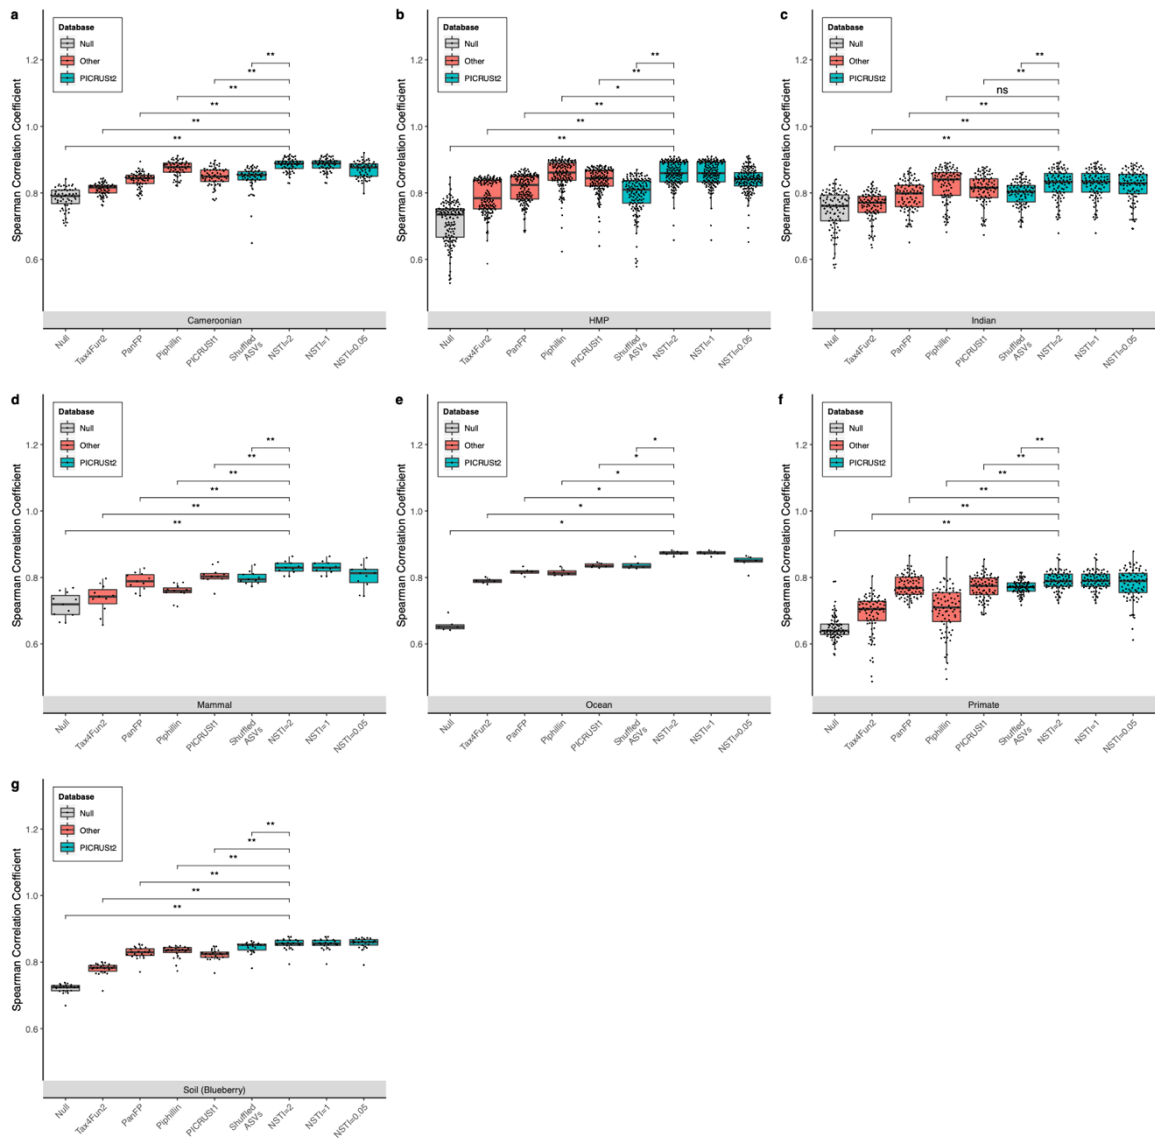 a
Database
Null
Other
PICRUSt2
Spearman Correlation Coefficient
1.2
1.0
0.8
0.6
**
**
**
**
**
**
Cameroonian
Null
Tax4Fun2
PanFP
Piphillin
PICRUSt1
Shuffled
ASVs
NSTI=2
NSTI=1
NSTI=0.05
b
Database
Null
Other
PICRUSt2
Spearman Correlation Coefficient
1.2
1.0
0.8
0.6
**
**
*
**
**
**
HMP
Null
Tax4Fun2
PanFP
Piphillin
PICRUSt1
Shuffled
ASVs
NSTI=2
NSTI=1
NSTI=0.05
c
Database
Null
Other
PICRUSt2
Spearman Correlation Coefficient
1.2
1.0
0.8
0.6
**
**
ns
**
**
**
Indian
Null
Tax4Fun2
PanFP
Piphillin
PICRUSt1
Shuffled
ASVs
NSTI=2
NSTI=1
NSTI=0.05
d
Database
Null
Other
PICRUSt2
Spearman Correlation Coefficient
1.2
1.0
0.8
0.6
**
**
**
**
**
**
Mammal
Null
Tax4Fun2
PanFP
Piphillin
PICRUSt1
Shuffled
ASVs
NSTI=2
NSTI=1
NSTI=0.05
e
Database
Null
Other
PICRUSt2
Spearman Correlation Coefficient
1.2
1.0
0.8
0.6
*
*
*
*
*
*
Ocean
Null
Tax4Fun2
PanFP
Piphillin
PICRUSt1
Shuffled
ASVs
NSTI=2
NSTI=1
NSTI=0.05
f
Database
Null
Other
PICRUSt2
Spearman Correlation Coefficient
1.2
1.0
0.8
0.6
**
**
**
**
**
**
Primate
Null
Tax4Fun2
PanFP
Piphillin
PICRUSt1
Shuffled
ASVs
NSTI=2
NSTI=1
NSTI=0.05
g
Database
Null
Other
PICRUSt2
Spearman Correlation Coefficient
1.2
1.0
0.8
0.6
**
**
**
**
**
**
Soil (Blueberry)
Null
Tax4Fun2
PanFP
Piphillin
PICRUSt1
Shuffled
ASVs
NSTI=2
NSTI=1
NSTI=0.05